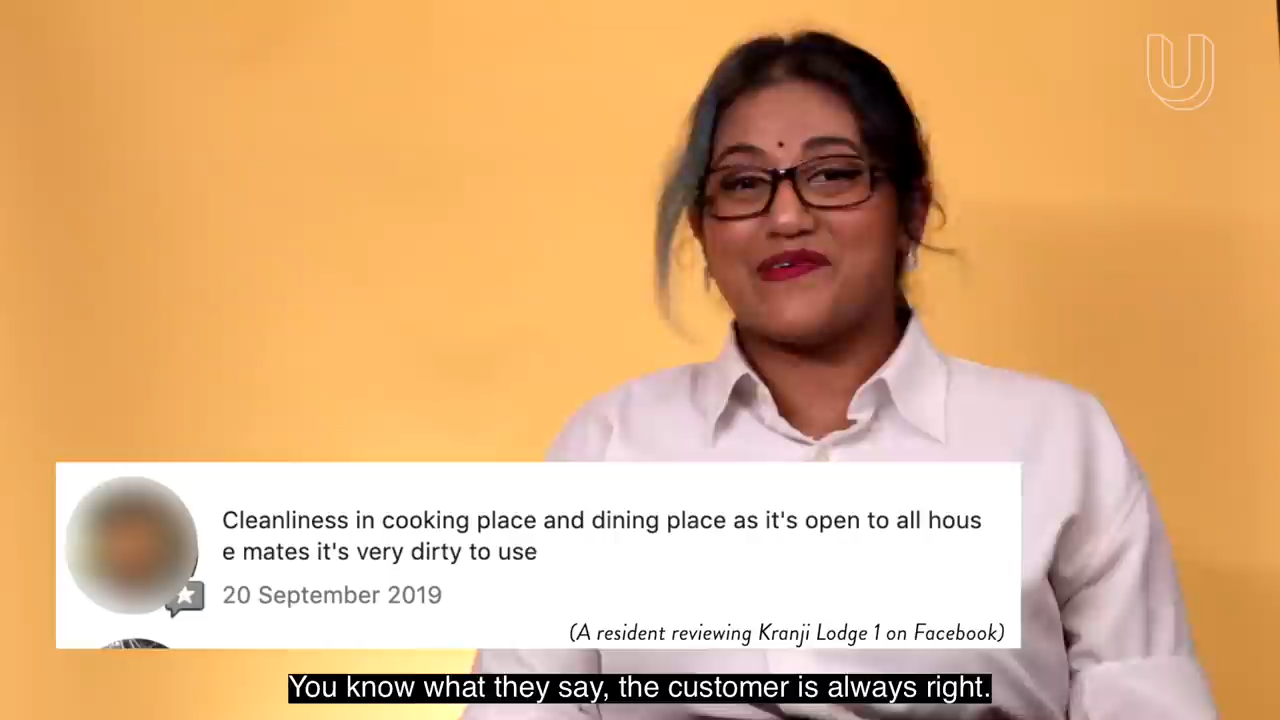 U
Cleanliness in cooking place and dining place as it's open to all hous
e mates it's very dirty to use
20 September 2019
(A resident reviewing Kranji Lodge 1 on Facebook)
You know what they say, the customer is always right.